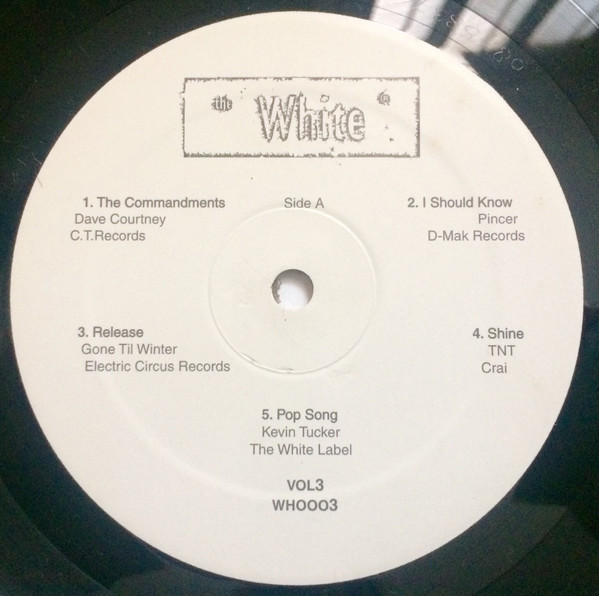 the White
1. The Commandments
Dave Courtney
C.T.Records
Side A
2. I Should Know
Pincer
D-Mak Records
3. Release
Gone Til Winter
Electric Circus Records
4. Shine
TNT
Crai
5. Pop Song
Kevin Tucker
The White Label
VOL3
WHOOO3